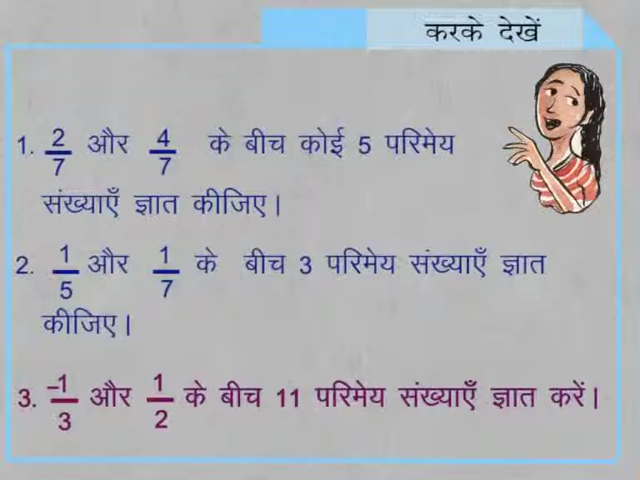 करके देखें
1. 2/7 और 4/7 के बीच कोई 5 परिमेय
संख्याएँ ज्ञात कीजिए।
2. 1/5 और 1/7 के बीच 3 परिमेय संख्याएँ ज्ञात
कीजिए।
3. –1/3 और 1/2 के बीच 11 परिमेय संख्याएँ ज्ञात करें।